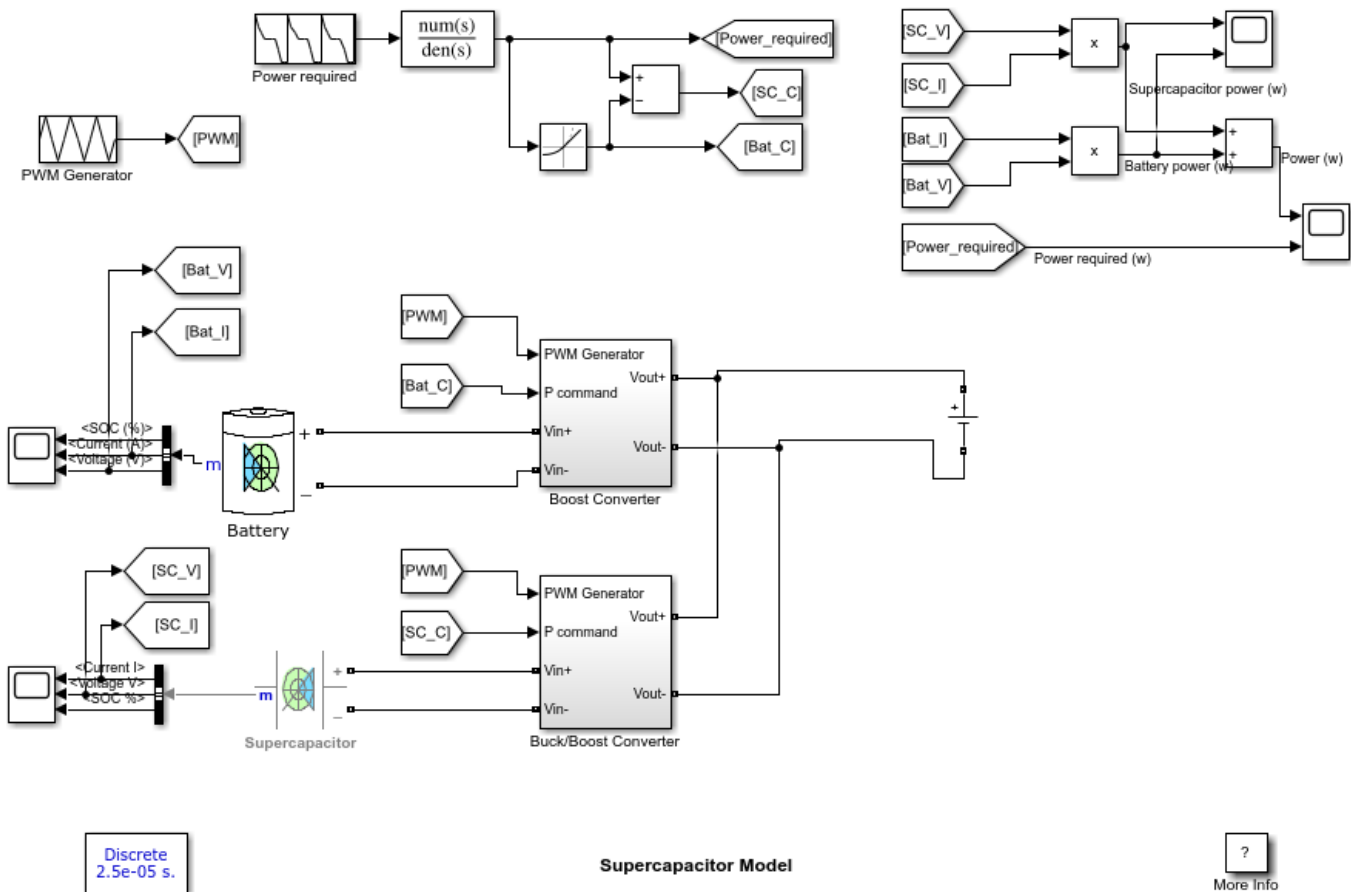 num(s)
den(s)
Power required
[Power_required]
+
−
[SC_C]
[Bat_C]
[PWM]
PWM Generator
[SC_V]
[SC_I]
x
Supercapacitor power (w)
[Bat_I]
[Bat_V]
x
Battery power (w)
+
+
Power (w)
[Power_required]
Power required (w)
[Bat_V]
[Bat_I]
<SOC (%)>
<Current (A)>
<Voltage (V)>
m
+
_
Battery
[PWM]
[Bat_C]
PWM Generator
P command
Vin+
Vin-
Vout+
Vout-
Boost Converter
+
[SC_V]
[SC_I]
<Current I>
<Voltage V>
<SOC %>
m
+
_
Supercapacitor
[PWM]
[SC_C]
PWM Generator
P command
Vin+
Vin-
Vout+
Vout-
Buck/Boost Converter
Discrete
2.5e-05 s.
Supercapacitor Model
?
More Info